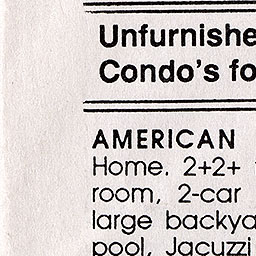 Unfurnishe
Condo's fo
AMERICAN
Home. 2+2+
room, 2-car
large backya
pool, Jacuzzi